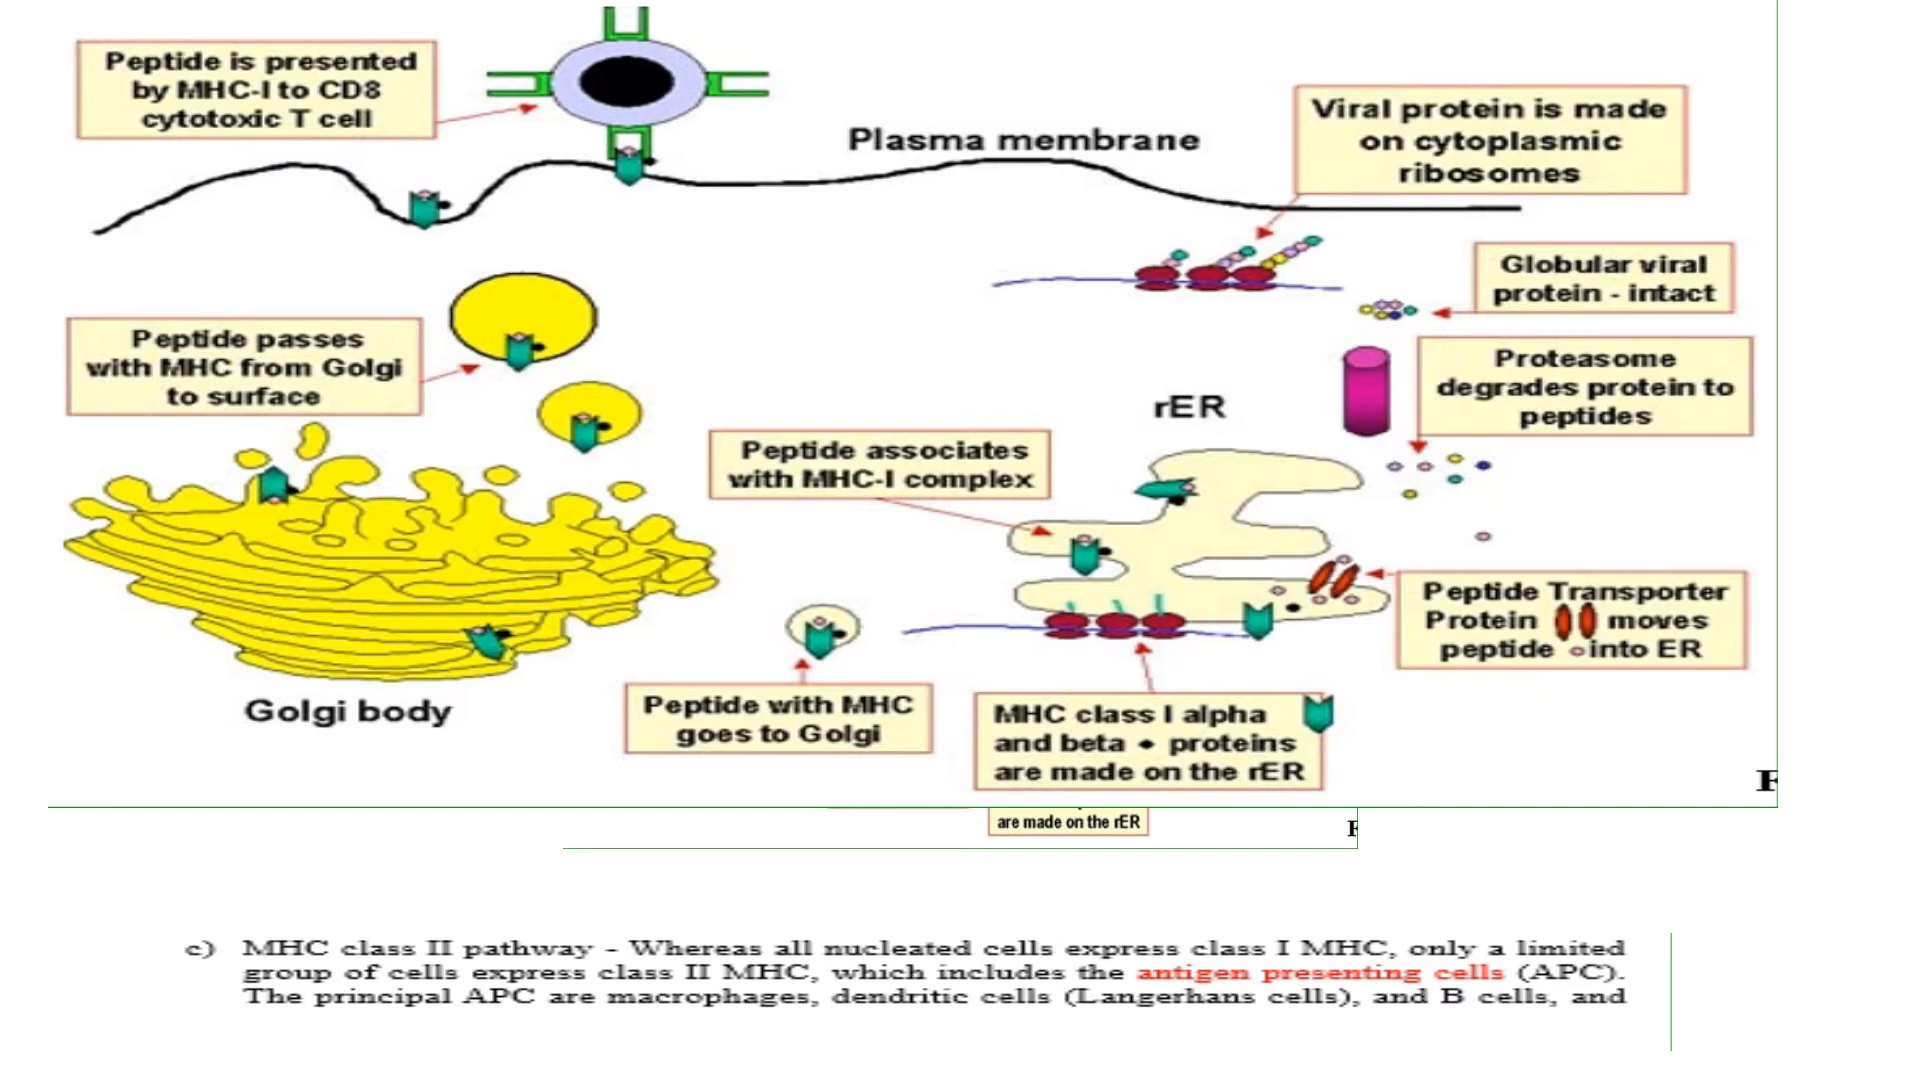 Peptide is presented
by MHC-I to CD8
cytotoxic T cell
Plasma membrane
Viral protein is made
on cytoplasmic
ribosomes
Globular viral
protein - intact
Peptide passes
with MHC from Golgi
to surface
Proteasome
degrades protein to
peptides
rER
Peptide associates
with MHC-I complex
Peptide Transporter
Protein moves
peptide into ER
Golgi body
Peptide with MHC
goes to Golgi
MHC class I alpha
and beta • proteins
are made on the rER
are made on the rER
c) MHC class II pathway - Whereas all nucleated cells express class I MHC, only a limited
group of cells express class II MHC, which includes the antigen presenting cells (APC).
The principal APC are macrophages, dendritic cells (Langerhans cells), and B cells, and